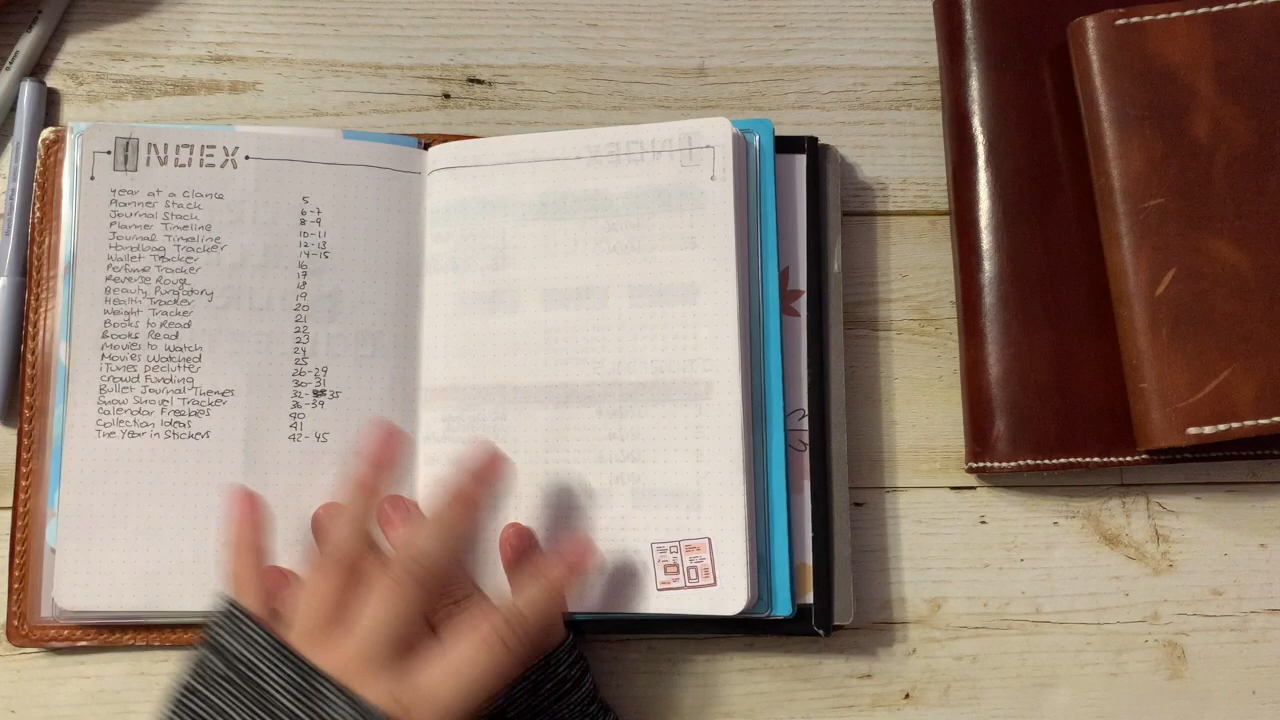 0.4mm
INDEX
Year at a Glance 5
Planner Stack 6-7
Journal Stack 8-9
Planner Timeline 10-11
Journal Timeline 12-13
Handbag Tracker 14-15
Wallet Tracker 16
Perfume Tracker 17
Reverse Rouge 18
Beauty Purgatory 19
Health Tracker 20
Weight Tracker 21
Books to Read 22
Books Read 23
Movies to Watch 24
Movies Watched 25
iTunes Declutter 26-29
Crowd Funding 30-31
Bullet Journal Themes 32-35
Snow Shovel Tracker 36-39
Calendar Freebies 40
Collection Ideas 41
The Year in Stickers 42-45